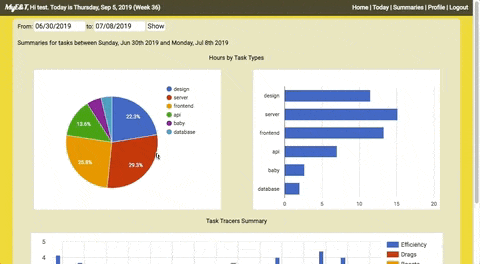 MyE&T, Hi test. Today is Thursday, Sep 5, 2019 (Week 36)
Home | Today | Summaries | Profile | Logout
From: 06/30/2019 to: 07/08/2019 Show
Summaries for tasks between Sunday, Jun 30th 2019 and Monday, Jul 8th 2019
Hours by Task Types
design
server
frontend
api
baby
database
22.3%
29.3%
25.8%
13.6%
design
server
frontend
api
baby
database
0 5 10 15 20
Task Tracers Summary
5
4
Efficiency
Drags